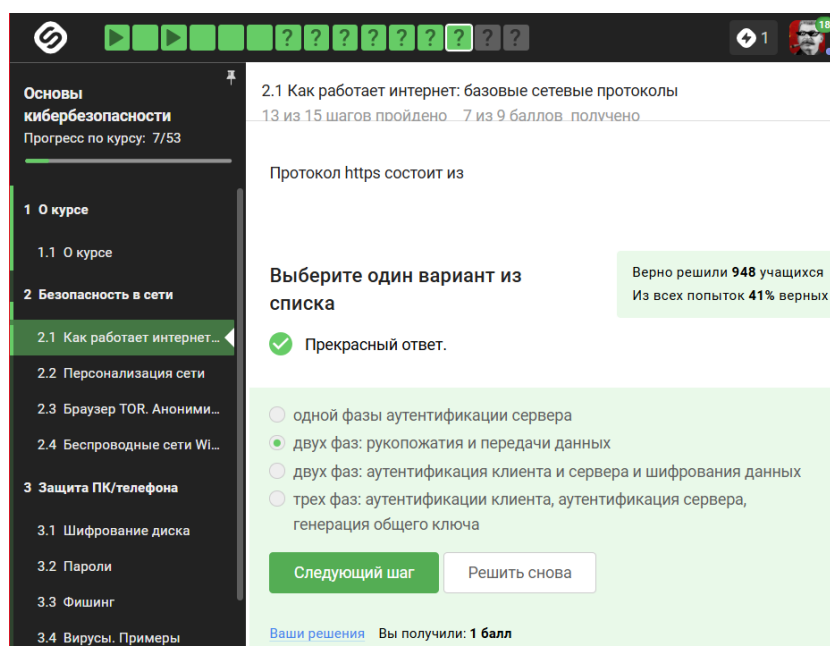 ? ? ? ? ? ? ? ? ?
1
18
Основы
кибербезопасности
Прогресс по курсу: 7/53
1 О курсе
1.1 О курсе
2 Безопасность в сети
2.1 Как работает интернет...
2.2 Персонализация сети
2.3 Браузер TOR. Аноними...
2.4 Беспроводные сети Wi...
3 Защита ПК/телефона
3.1 Шифрование диска
3.2 Пароли
3.3 Фишинг
3.4 Вирусы. Примеры
2.1 Как работает интернет: базовые сетевые протоколы
13 из 15 шагов пройдено 7 из 9 баллов получено
Протокол https состоит из
Выберите один вариант из
списка
Верно решили 948 учащихся
Из всех попыток 41% верных
Прекрасный ответ.
одной фазы аутентификации сервера
двух фаз: рукопожатия и передачи данных
двух фаз: аутентификация клиента и сервера и шифрования данных
трех фаз: аутентификации клиента, аутентификация сервера,
генерация общего ключа
Следующий шаг
Решить снова
Ваши решения Вы получили: 1 балл